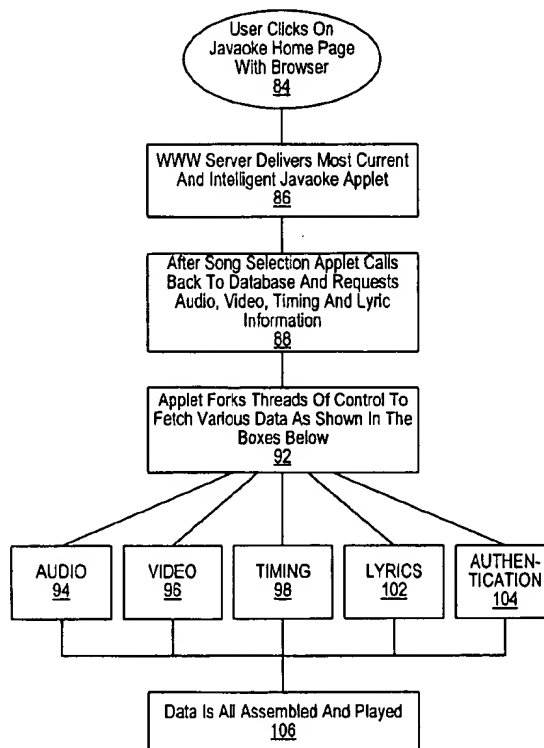 User Clicks On
Javaoke Home Page
With Browser
84
WWW Server Delivers Most Current
And Intelligent Javaoke Applet
86
After Song Selection Applet Calls
Back To Database And Requests
Audio, Video, Timing And Lyric
Information
88
Applet Forks Threads Of Control To
Fetch Various Data As Shown In The
Boxes Below
92
AUDIO
94
VIDEO
96
TIMING
98
LYRICS
102
AUTHEN-
TICATION
104
Data Is All Assembled And Played
106